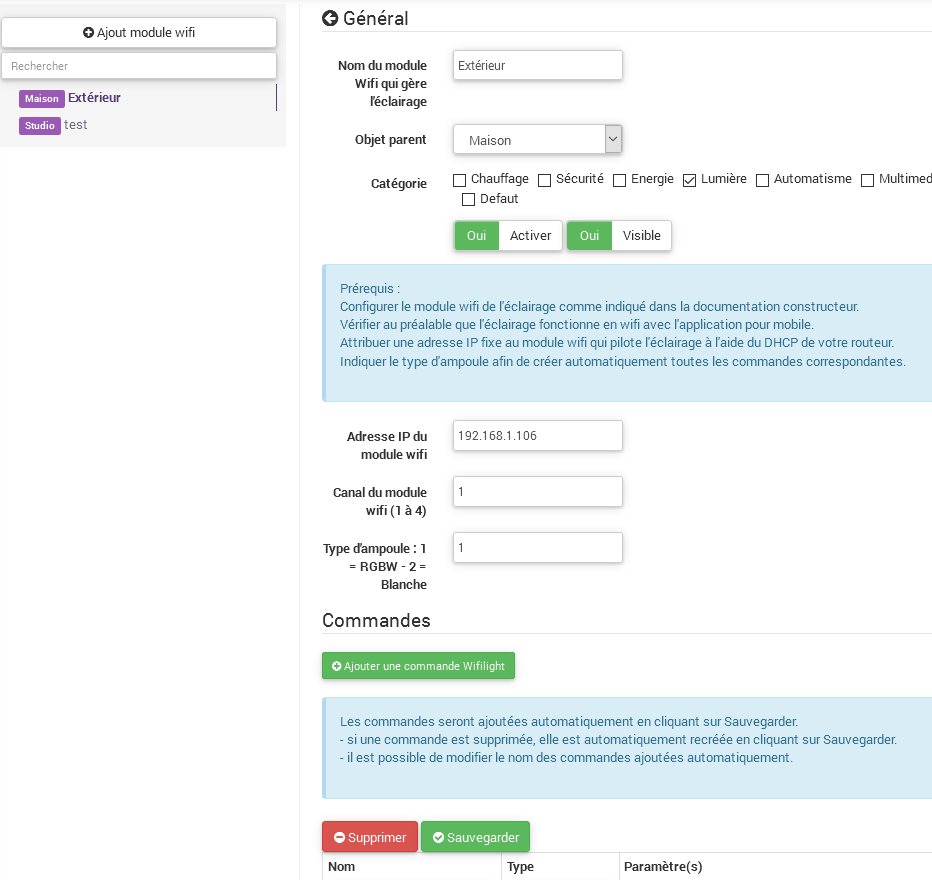 Ajout module wifi
Rechercher
Maison Extérieur
Studio test
Général
Nom du module
Wifi qui gère
l'éclairage
Extérieur
Objet parent
Maison
Catégorie
Chauffage Sécurité Energie Lumière Automatisme Multimed
Defaut
Oui Activer Oui Visible
Prérequis :
Configurer le module wifi de l'éclairage comme indiqué dans la documentation constructeur.
Vérifier au préalable que l'éclairage fonctionne en wifi avec l'application pour mobile.
Attribuer une adresse IP fixe au module wifi qui pilote l'éclairage à l'aide du DHCP de votre routeur.
Indiquer le type d'ampoule afin de créer automatiquement toutes les commandes correspondantes.
Adresse IP du
module wifi
192.168.1.106
Canal du module
wifi (1 à 4)
1
Type d'ampoule : 1
= RGBW - 2 =
Blanche
1
Commandes
Ajouter une commande Wifilight
Les commandes seront ajoutées automatiquement en cliquant sur Sauvegarder.
- si une commande est supprimée, elle est automatiquement recréée en cliquant sur Sauvegarder.
- il est possible de modifier le nom des commandes ajoutées automatiquement.
Supprimer Sauvegarder
Nom Type Paramètre(s)